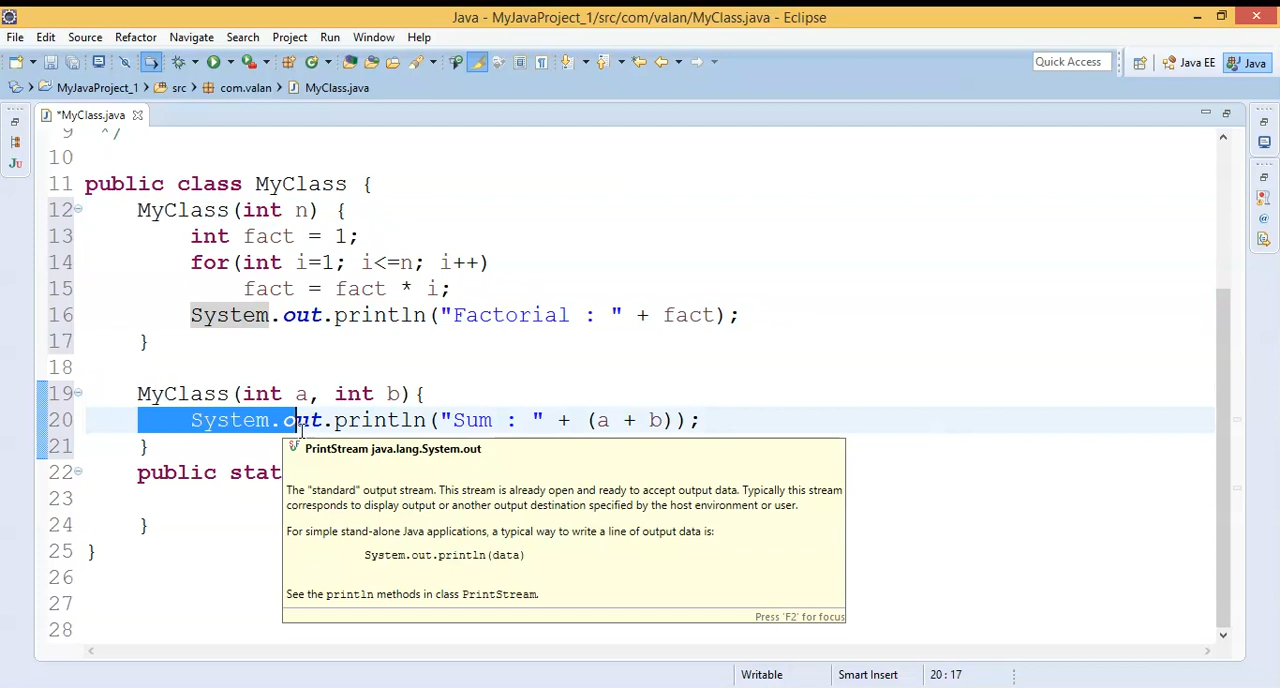 Java - MyJavaProject_1/src/com/valan/MyClass.java - Eclipse
File Edit Source Refactor Navigate Search Project Run Window Help
Quick Access Java EE Java
MyJavaProject_1 src com.valan MyClass.java
*MyClass.java
9 */
10
11 public class MyClass {
12 MyClass(int n) {
13 int fact = 1;
14 for(int i=1; i<=n; i++)
15 fact = fact * i;
16 System.out.println("Factorial : " + fact);
17 }
18
19 MyClass(int a, int b){
20 System.out.println("Sum : " + (a + b));
21 }
22 public stat
23
24 }
25 }
26
27
28
PrintStream java.lang.System.out
The "standard" output stream. This stream is already open and ready to accept output data. Typically this stream
corresponds to display output or another output destination specified by the host environment or user.
For simple stand-alone Java applications, a typical way to write a line of output data is:
System.out.println(data)
See the println methods in class PrintStream.
Press 'F2' for focus
Writable Smart Insert 20 : 17